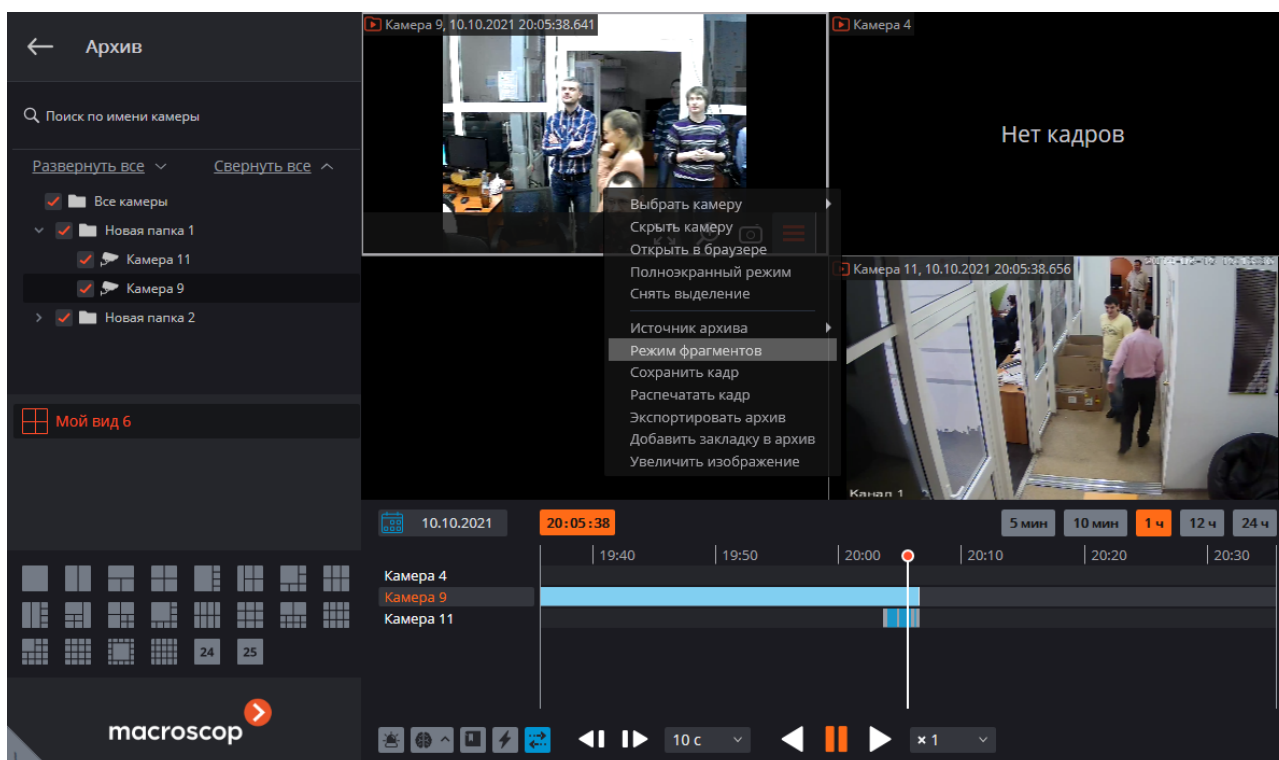 Архив
Поиск по имени камеры
Развернуть все Свернуть все
Все камеры
Новая папка 1
Камера 11
Камера 9
Новая папка 2
Мой вид 6
24 25
macroscop
Камера 9, 10.10.2021 20:05:38.641
Камера 4
Нет кадров
Камера 11, 10.10.2021 20:05:38.656
Канал 1
Выбрать камеру
Скрыть камеру
Открыть в браузере
Полноэкранный режим
Снять выделение
Источник архива
Режим фрагментов
Сохранить кадр
Распечатать кадр
Экспортировать архив
Добавить закладку в архив
Увеличить изображение
10.10.2021 20:05:38 5 мин 10 мин 1 ч 12 ч 24 ч
19:40 19:50 20:00 20:10 20:20 20:30
Камера 4
Камера 9
Камера 11
10 с × 1